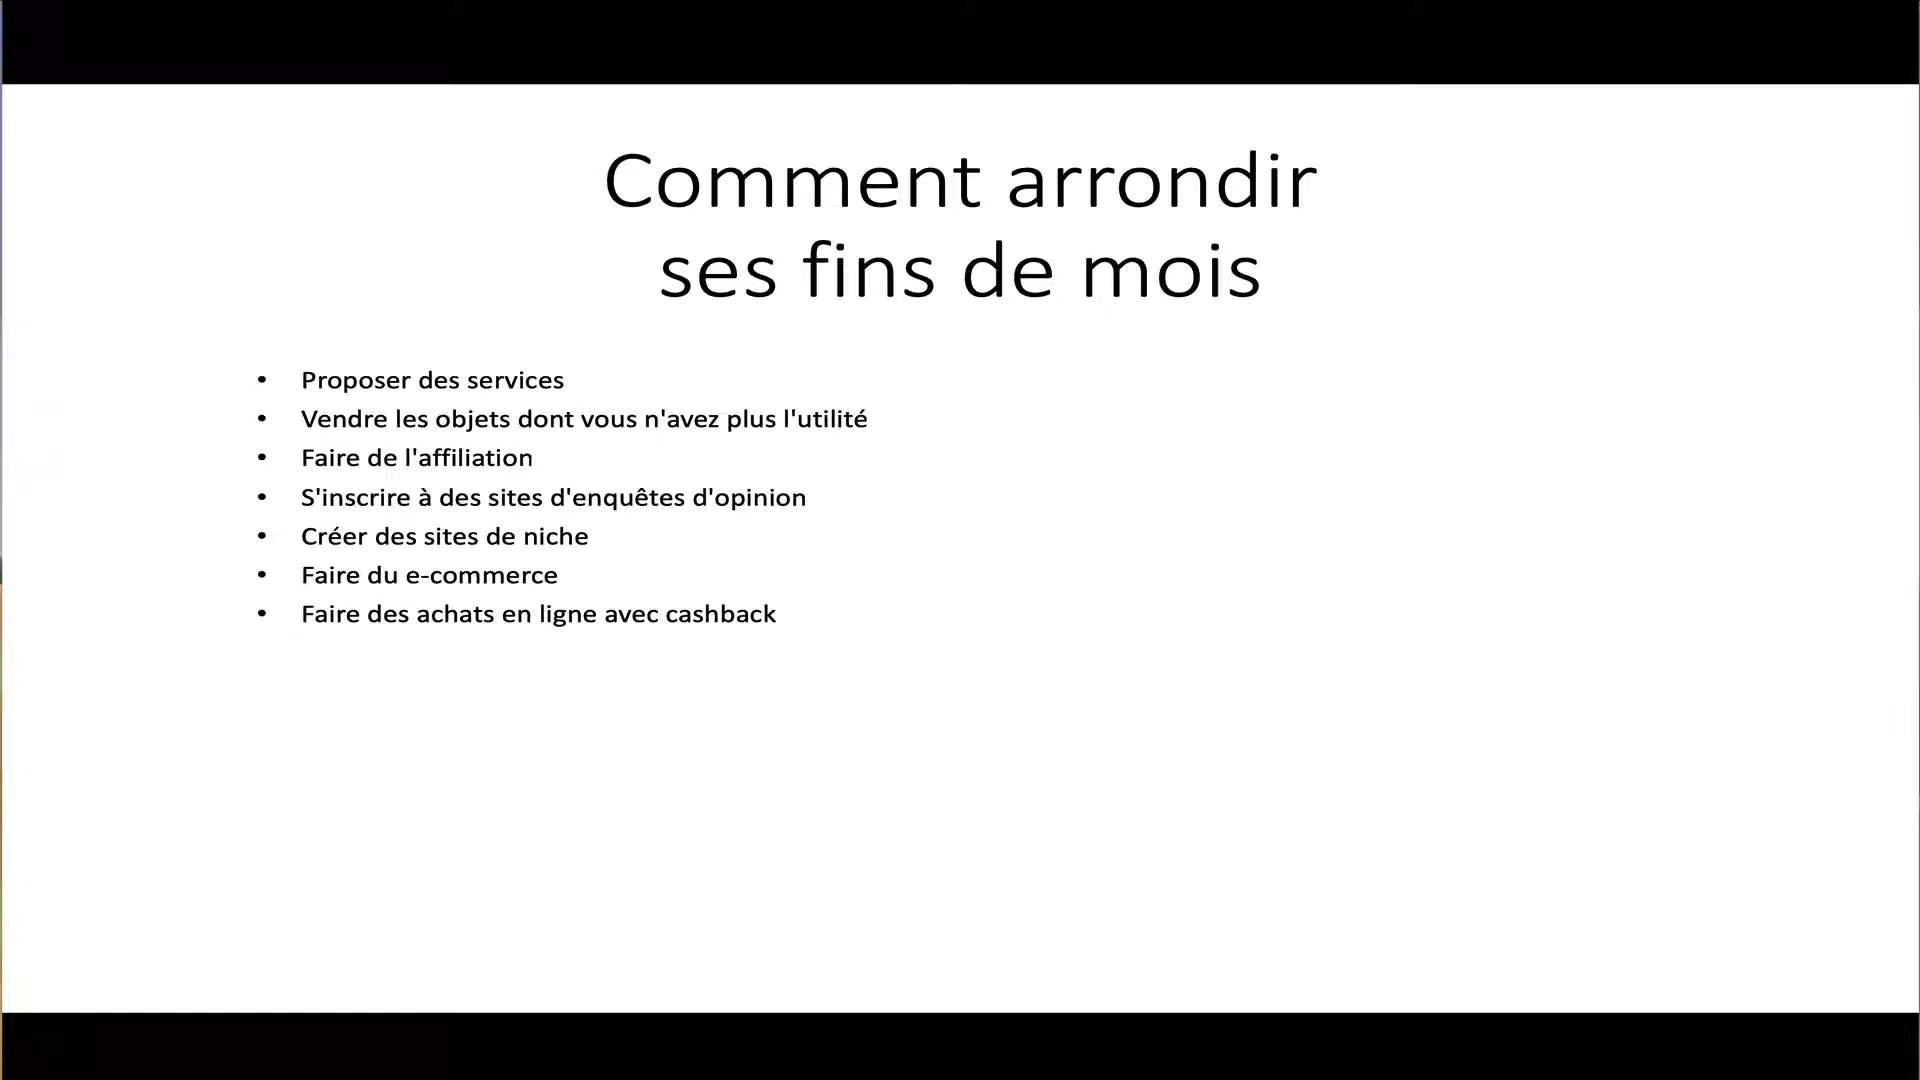 Comment arrondir
ses fins de mois
• Proposer des services
• Vendre les objets dont vous n'avez plus l'utilité
• Faire de l'affiliation
• S'inscrire à des sites d'enquêtes d'opinion
• Créer des sites de niche
• Faire du e-commerce
• Faire des achats en ligne avec cashback